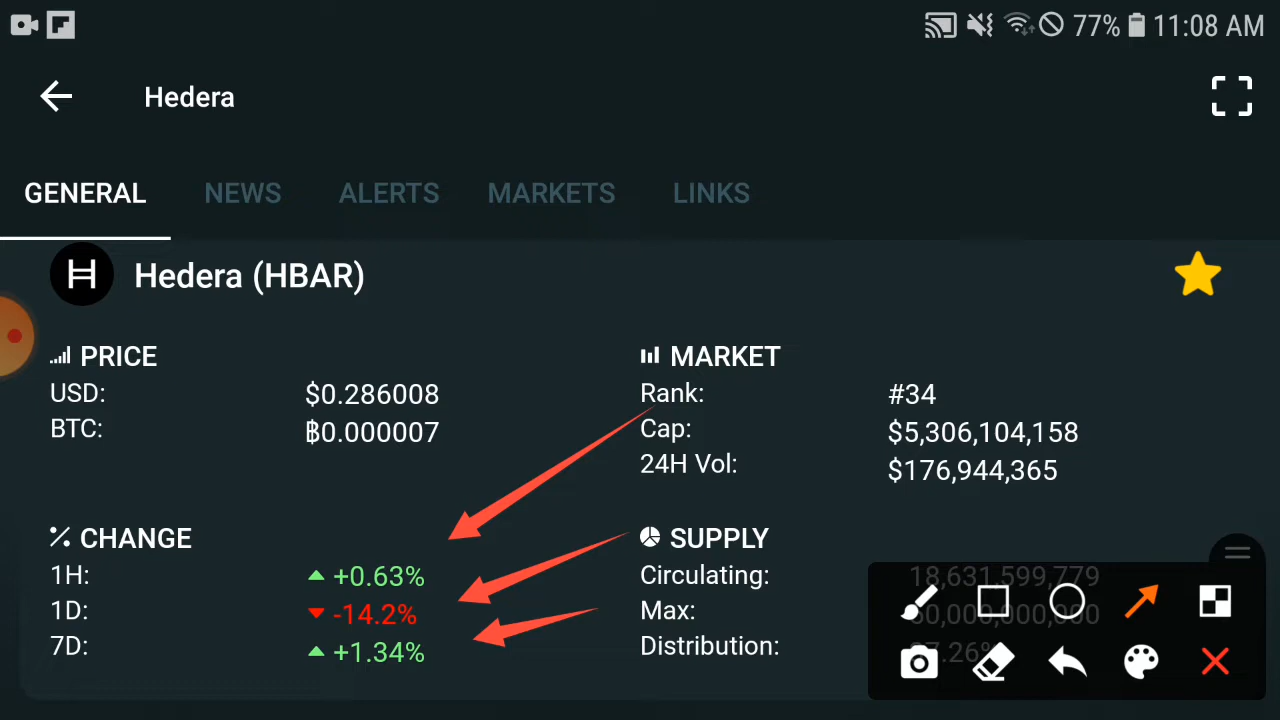 77% 11:08 AM
Hedera
GENERAL NEWS ALERTS MARKETS LINKS
Hedera (HBAR)
PRICE
USD: $0.286008
BTC: ฿0.000007
MARKET
Rank: #34
Cap: $5,306,104,158
24H Vol: $176,944,365
CHANGE
1H: +0.63%
1D: -14.2%
7D: +1.34%
SUPPLY
Circulating: 18,631,599,779
Max:
Distribution: